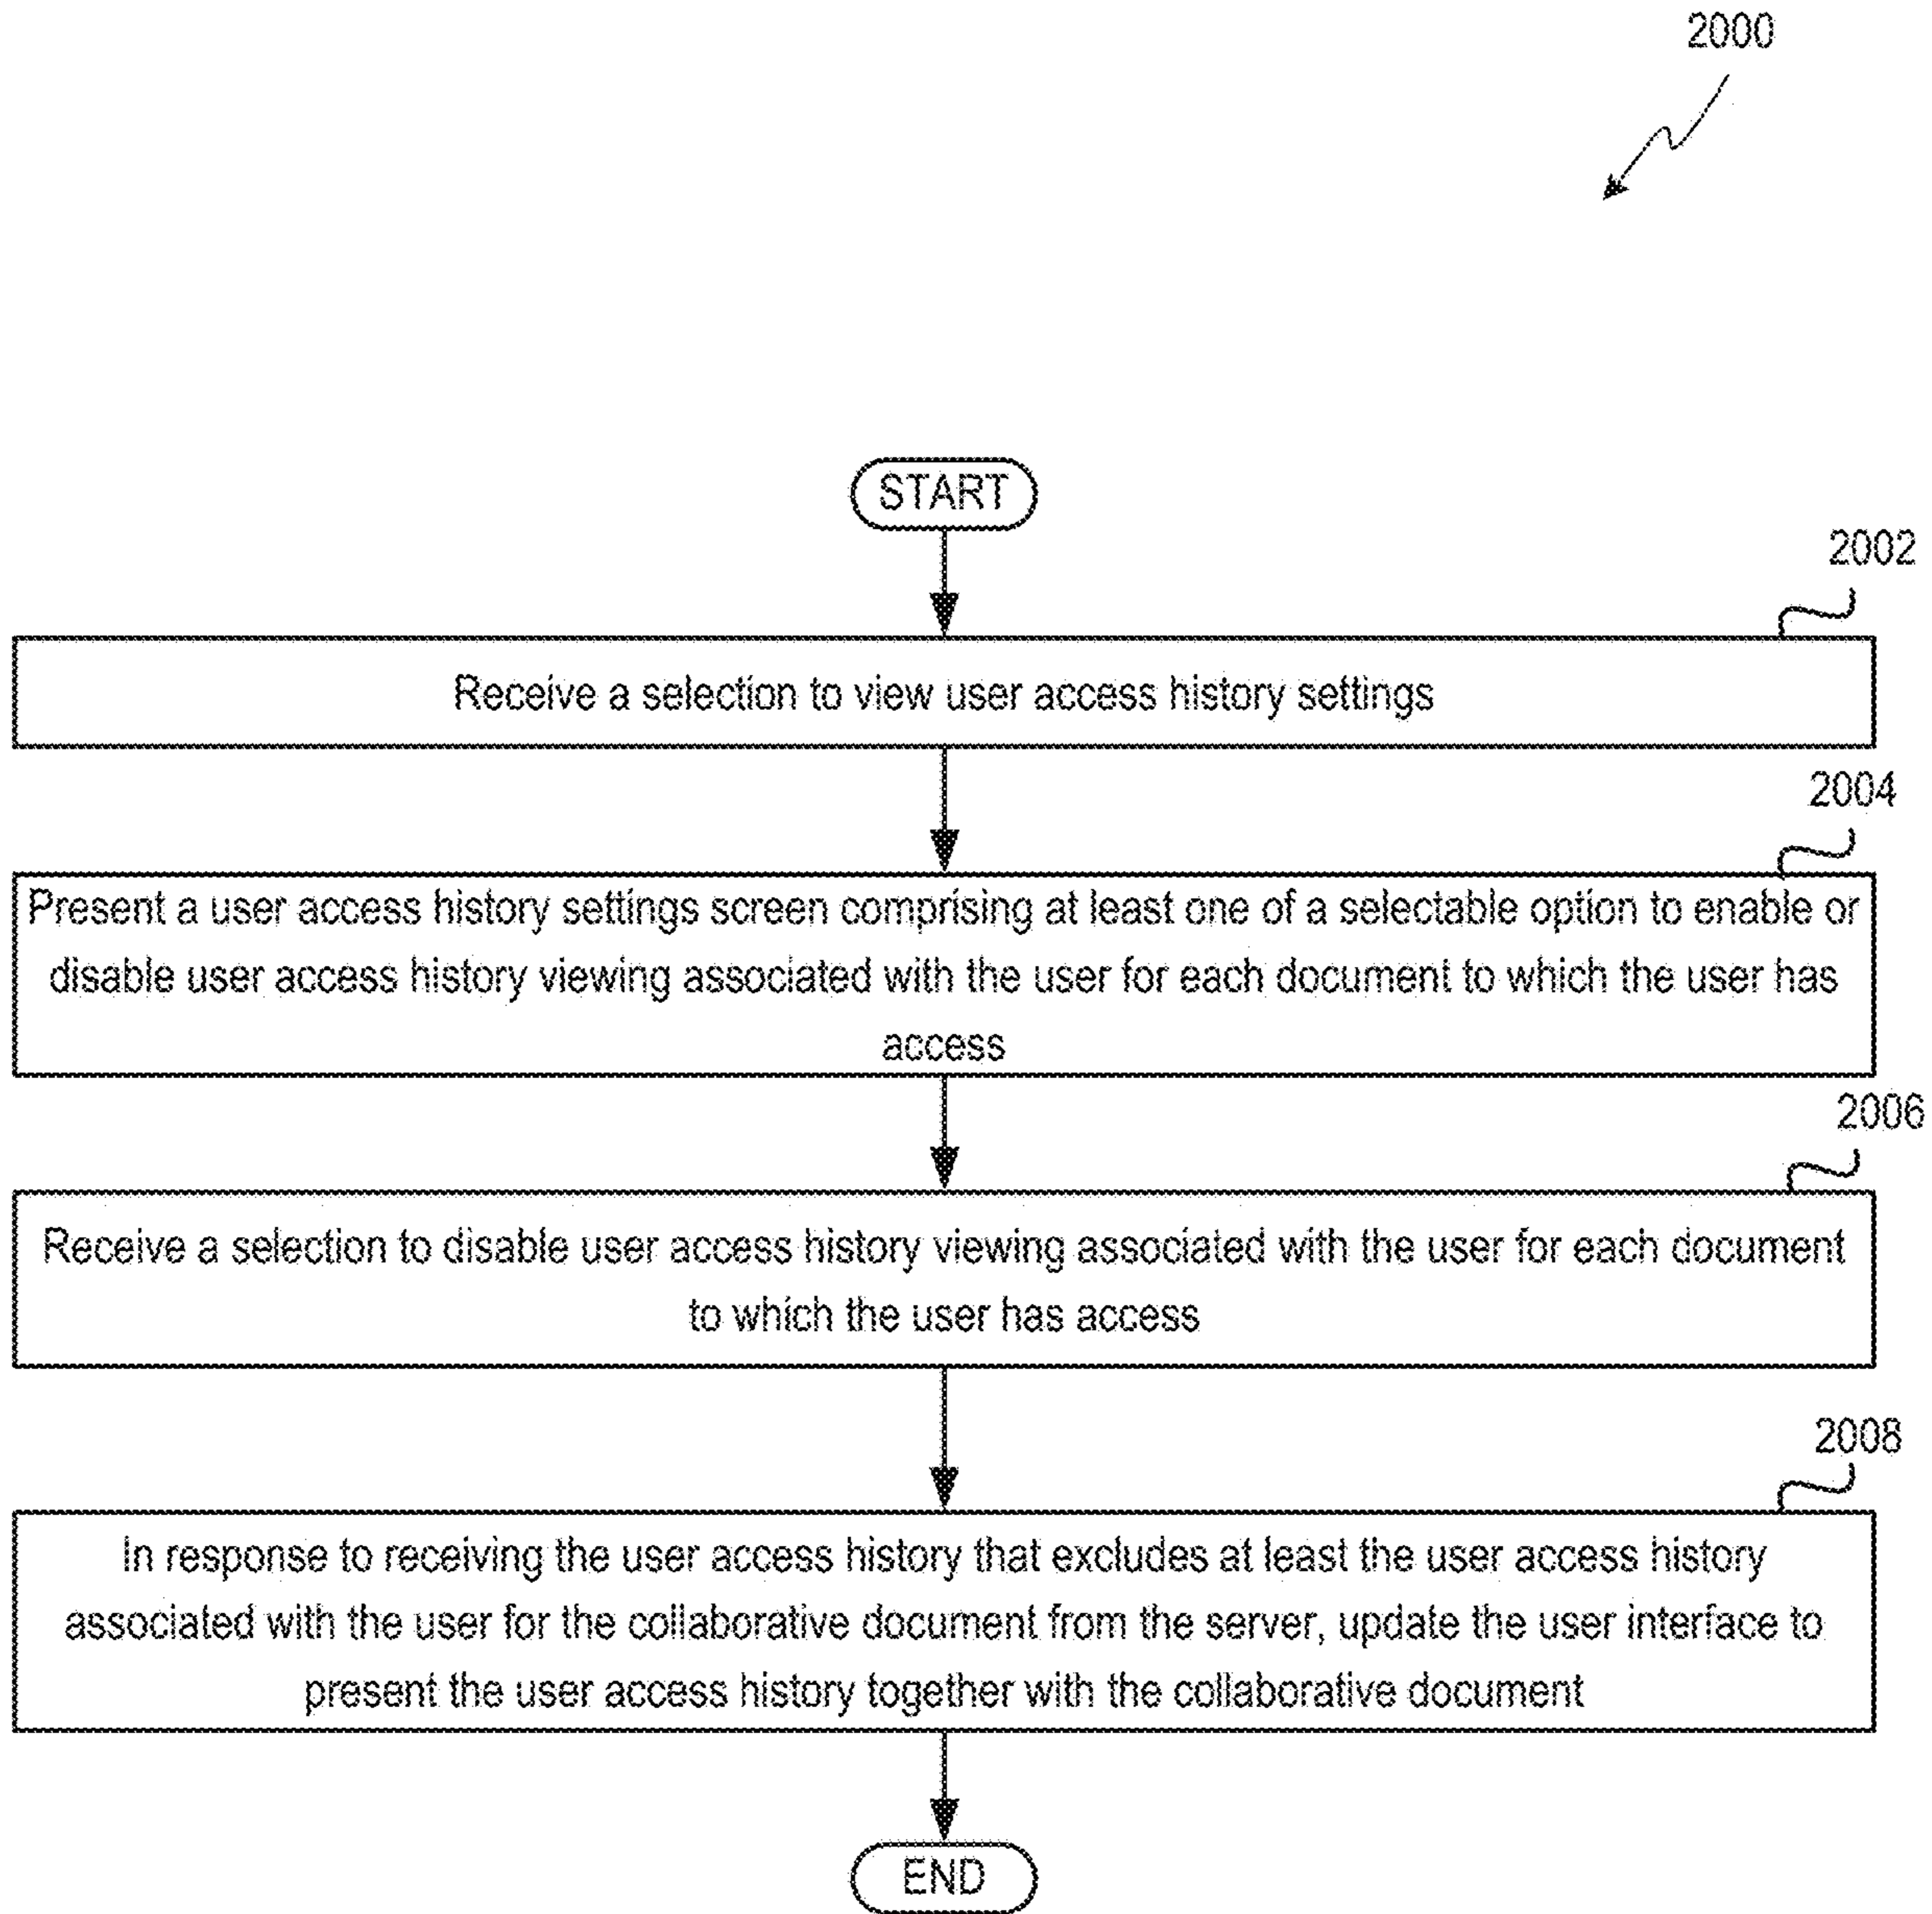 2000
START
2002
Receive a selection to view user access history settings
2004
Present a user access history settings screen comprising at least one of a selectable option to enable or
disable user access history viewing associated with the user for each document to which the user has
access
2006
Receive a selection to disable user access history viewing associated with the user for each document
to which the user has access
2008
In response to receiving the user access history that excludes at least the user access history
associated with the user for the collaborative document from the server, update the user interface to
present the user access history together with the collaborative document
END